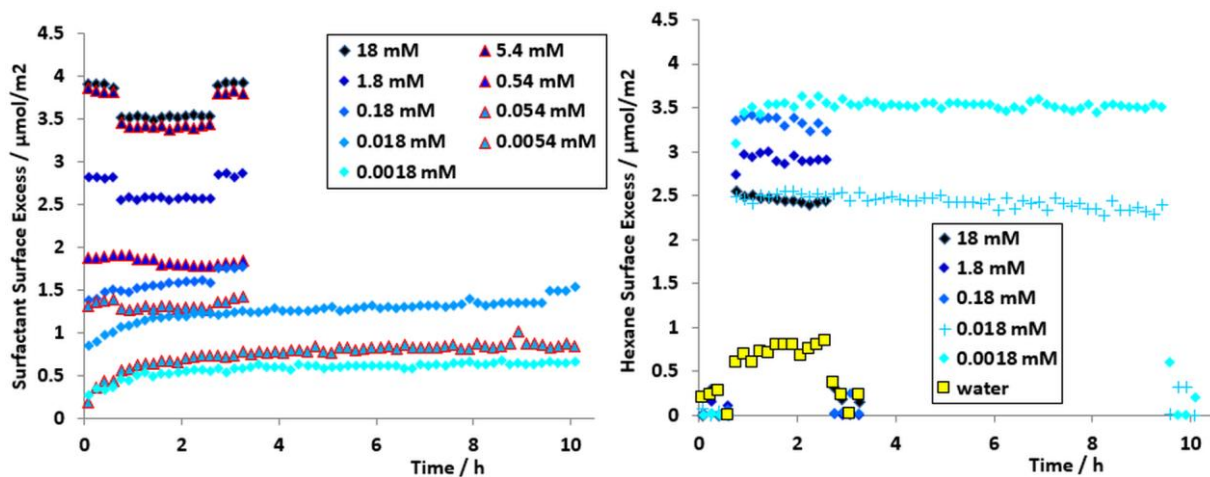 Surfactant Surface Excess / µmol/m2
4.5
4
3.5
3
2.5
2
1.5
1
0.5
0
0
2
4
6
8
10
Time / h
18 mM
5.4 mM
1.8 mM
0.54 mM
0.18 mM
0.054 mM
0.018 mM
0.0054 mM
0.0018 mM
Hexane Surface Excess / µmol/m2
4.5
4
3.5
3
2.5
2
1.5
1
0.5
0
0
2
4
6
8
10
Time / h
18 mM
1.8 mM
0.18 mM
0.018 mM
0.0018 mM
water